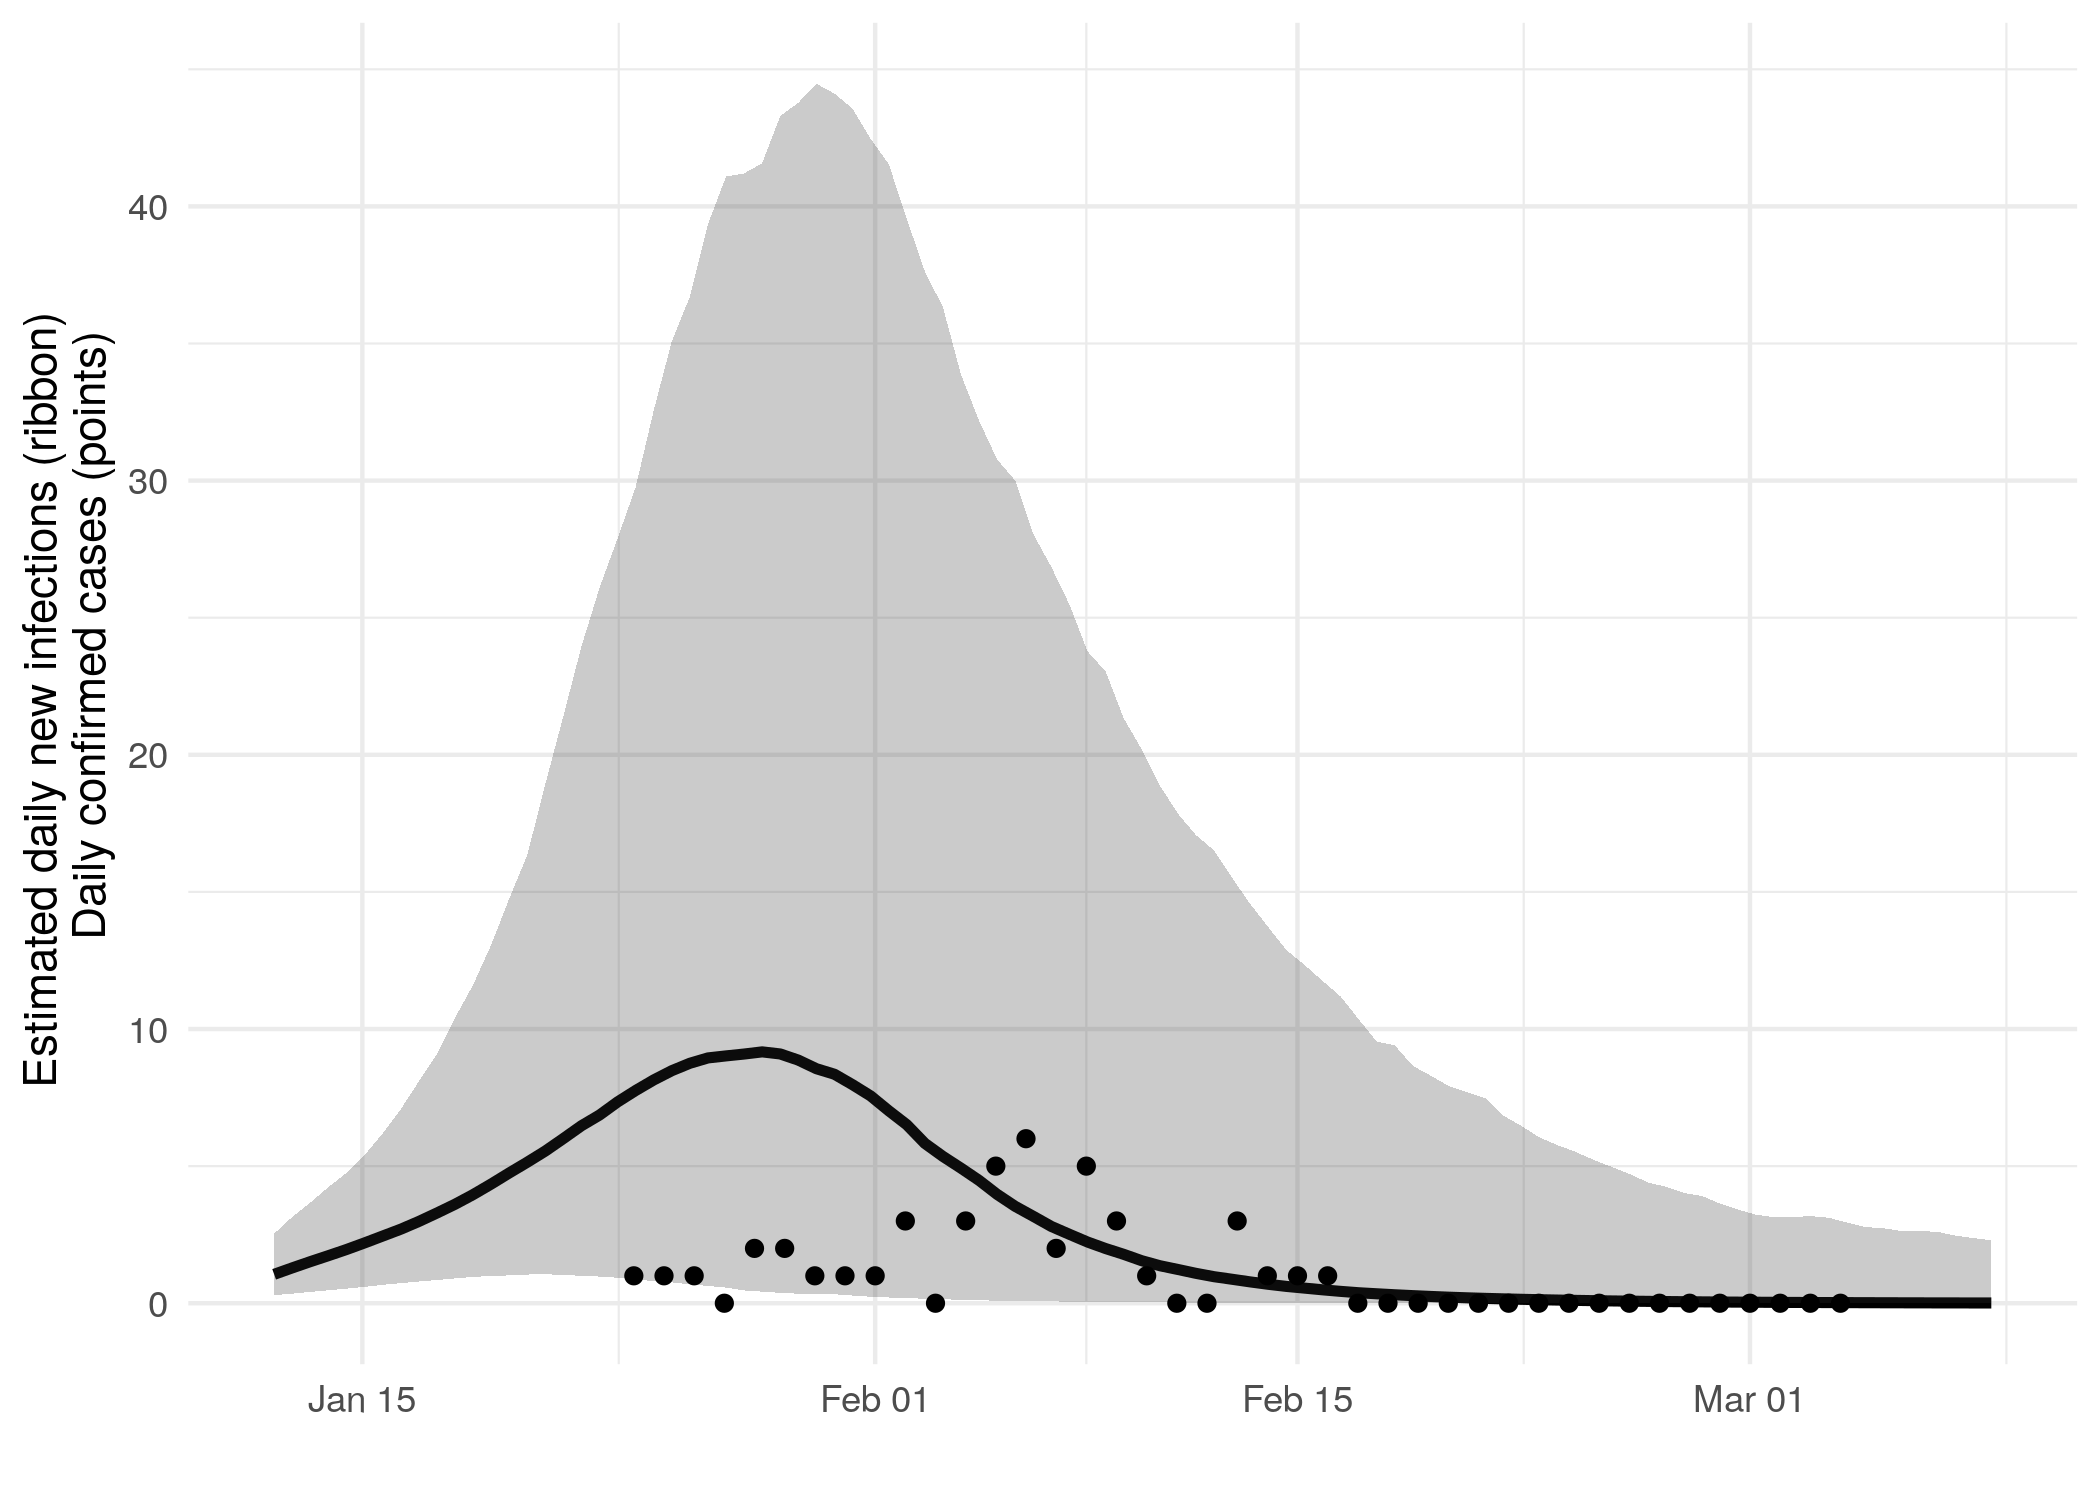 Estimated daily new infections (ribbon)
Daily confirmed cases (points)
40
30
20
10
0
Jan 15
Feb 01
Feb 15
Mar 01